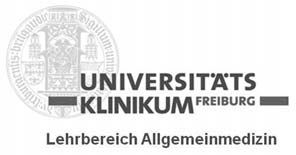 UNIVERSITÄTS
KLINIKUM FREIBURG
Lehrbereich Allgemeinmedizin